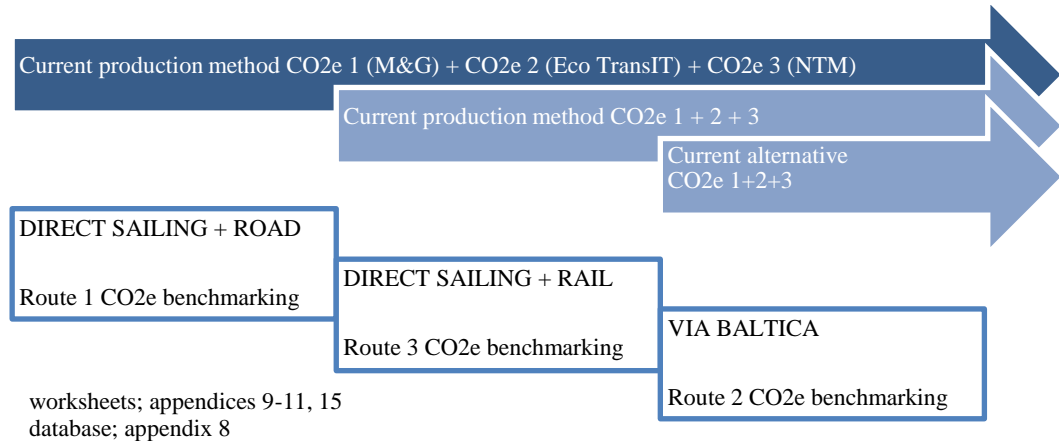 Current production method CO2e 1 (M&G) + CO2e 2 (Eco TransIT) + CO2e 3 (NTM)
Current production method CO2e 1 + 2 + 3
Current alternative
CO2e 1+2+3
DIRECT SAILING + ROAD
Route 1 CO2e benchmarking
DIRECT SAILING + RAIL
Route 3 CO2e benchmarking
VIA BALTICA
Route 2 CO2e benchmarking
worksheets; appendices 9-11, 15
database; appendix 8